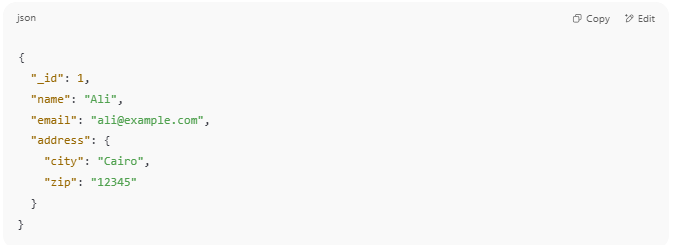 json
Copy
Edit
{
  "_id": 1,
  "name": "Ali",
  "email": "ali@example.com",
  "address": {
    "city": "Cairo",
    "zip": "12345"
  }
}